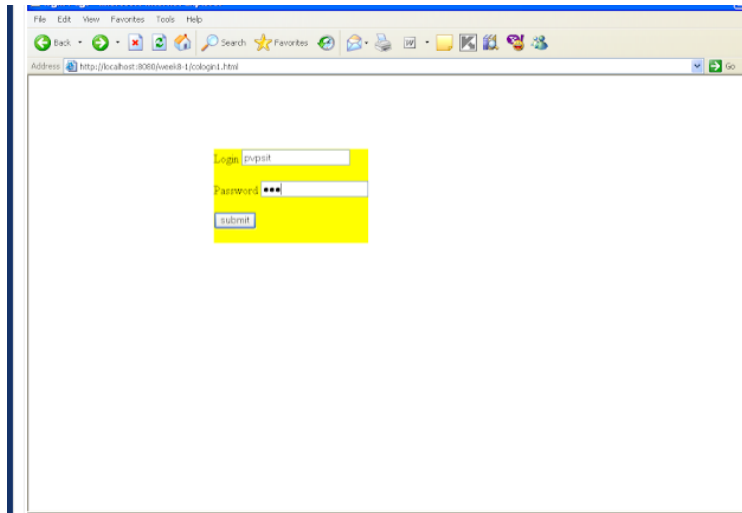 File Edit View Favorites Tools Help
Back Search Favorites
Address http://localhost:8080/week8-1/cologin1.html Go
Login pvpsit
Password •••
submit